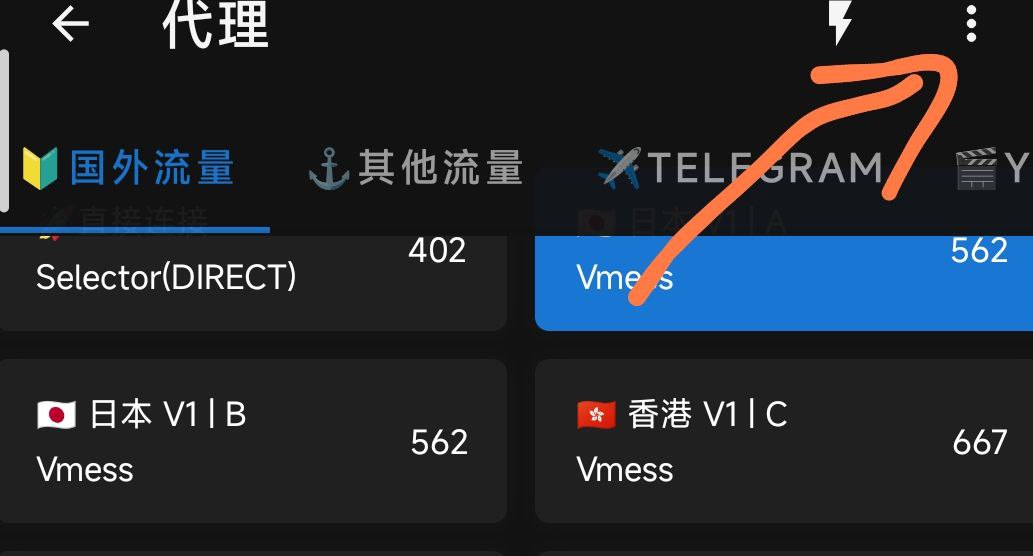 代理
🔰国外流量
⚓其他流量
✈️TELEGRAM
🎬Y
🚀直接连接
Selector(DIRECT)
402
🇯🇵日本 V1 | A
Vmess
562
🇯🇵 日本 V1 | B
Vmess
562
🇭🇰 香港 V1 | C
Vmess
667